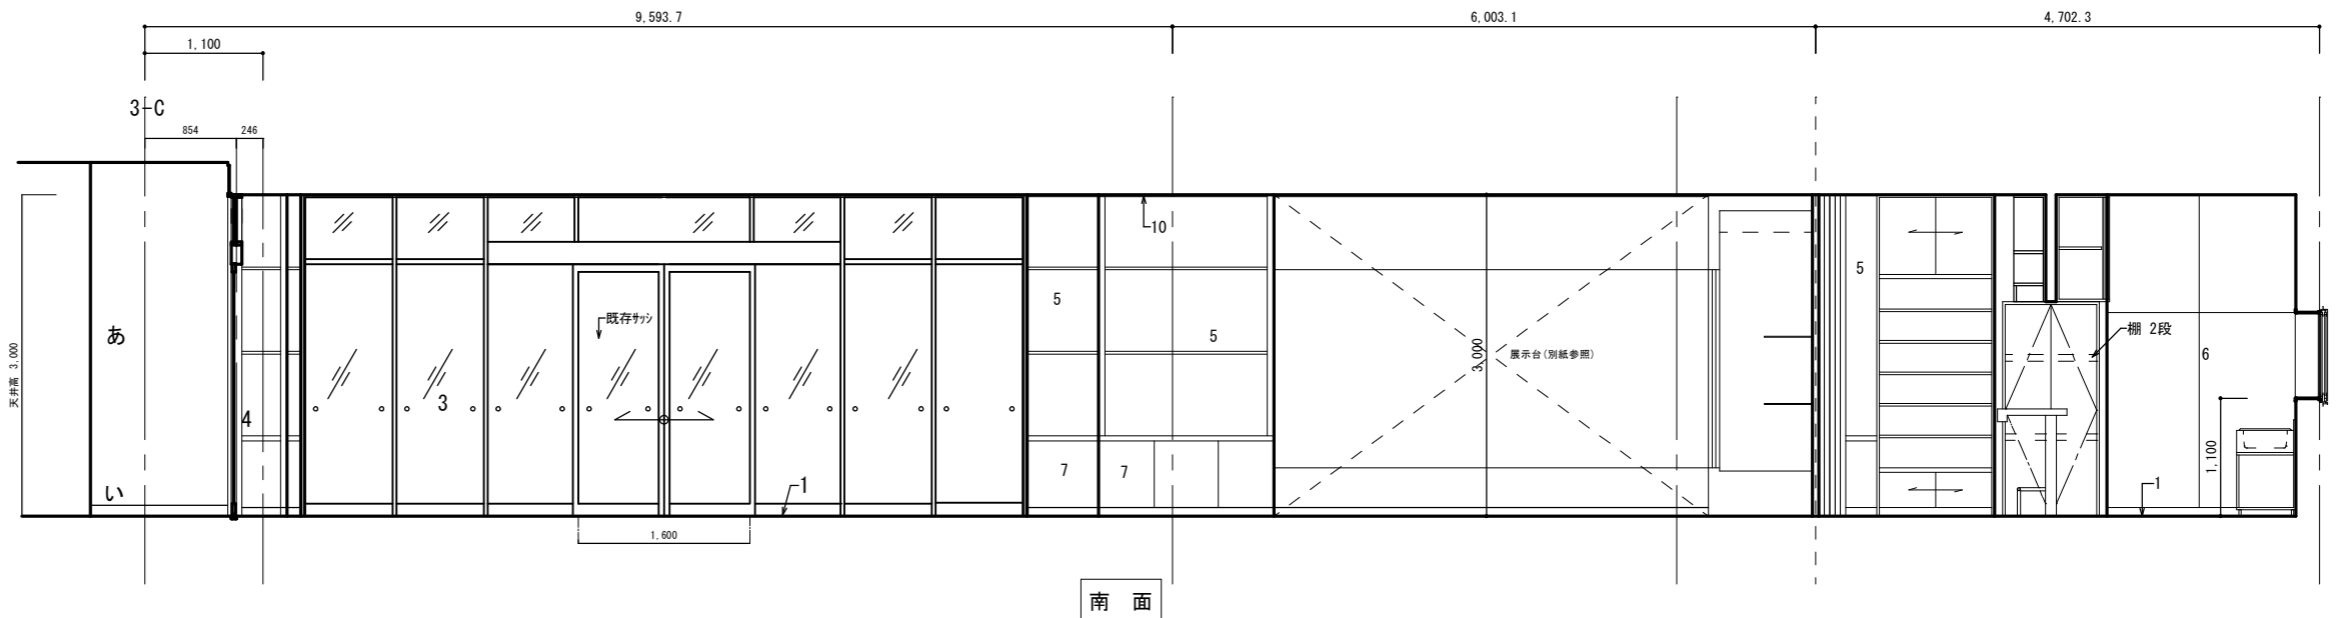 9,593.7
6,003.1
4,702.3
1,100
3-C
854
246
10
5
5
5
あ
既存ｻｯｼ
棚 2段
展示台(別紙参照)
3,000
6
天井高 3,000
3
4
7
7
1,100
い
1
1
1,600
南 面